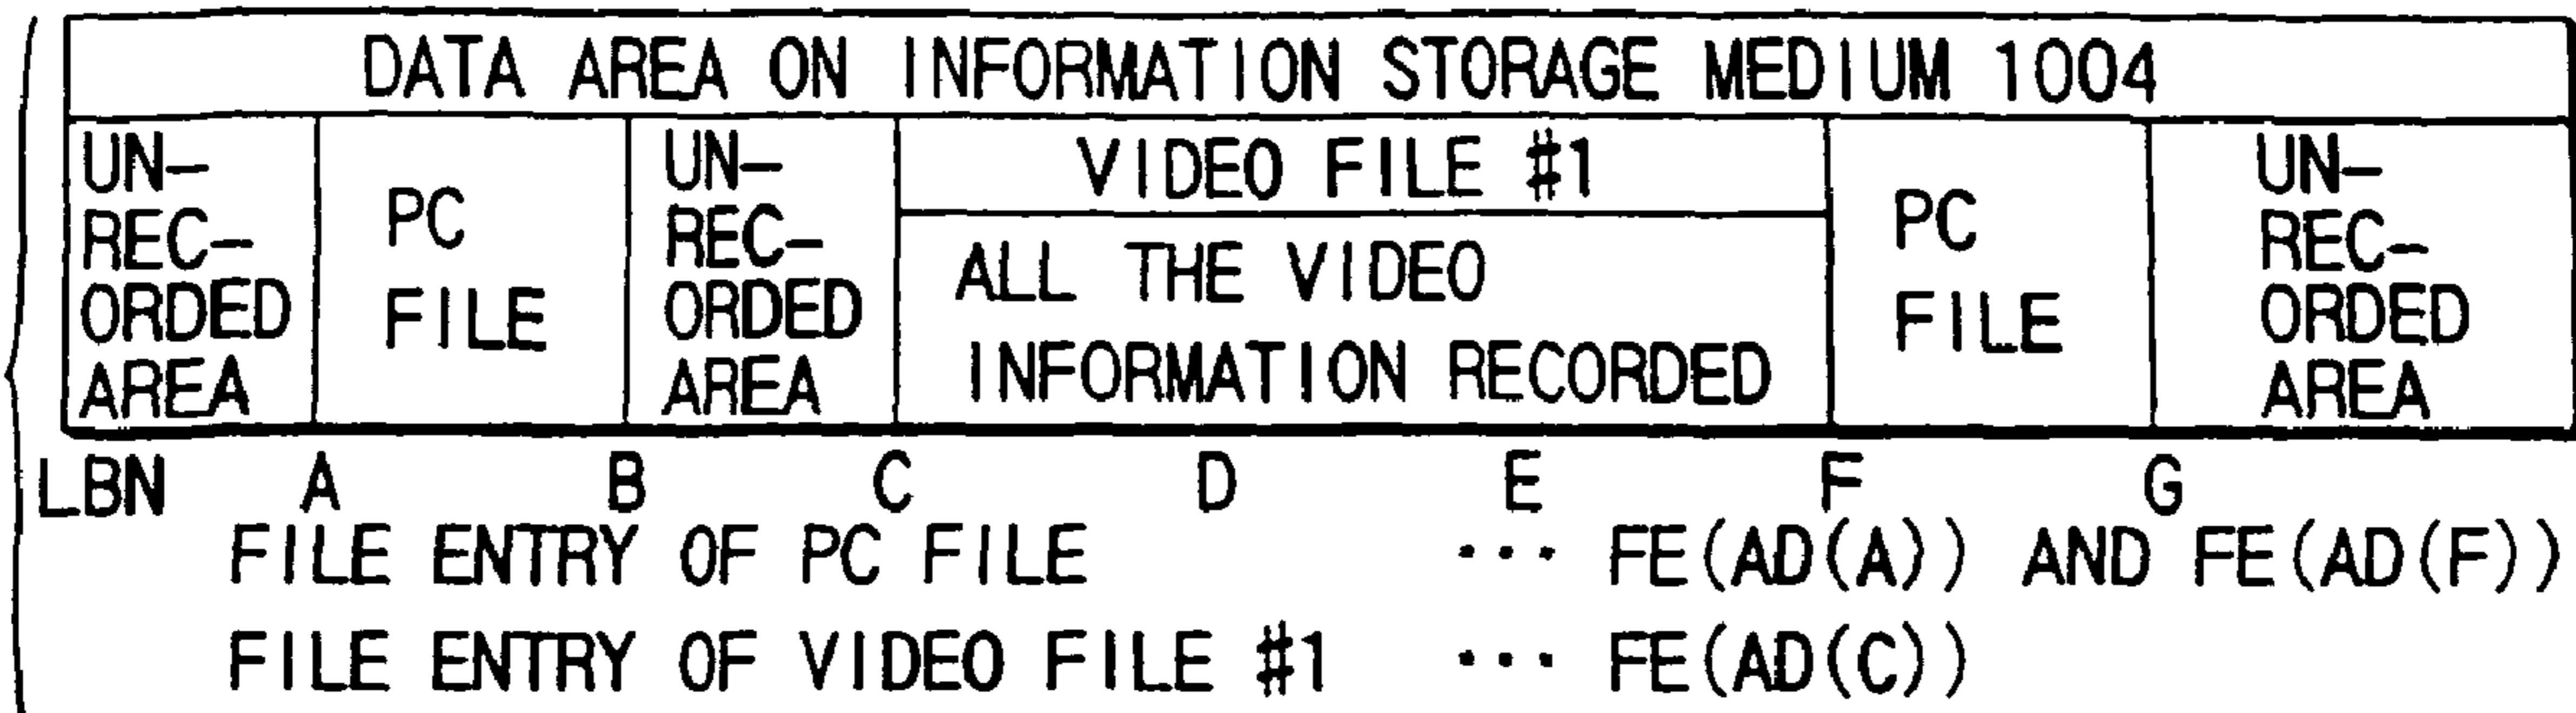 DATA AREA ON INFORMATION STORAGE MEDIUM 1004
UN-
REC-
ORDED
AREA
PC
FILE
UN-
REC-
ORDED
AREA
VIDEO FILE #1
ALL THE VIDEO
INFORMATION RECORDED
PC
FILE
UN-
REC-
ORDED
AREA
LBN A B C D E F G
FILE ENTRY OF PC FILE ··· FE(AD(A)) AND FE(AD(F))
FILE ENTRY OF VIDEO FILE #1 ··· FE(AD(C))